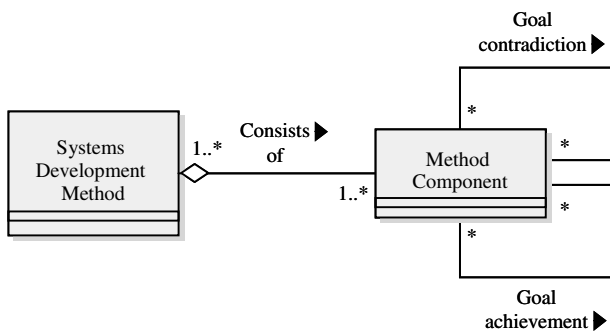 Goal
contradiction
*
Systems
Development
Method
1..*
Consists
of
1..*
Method
Component
*
*
*
Goal
achievement